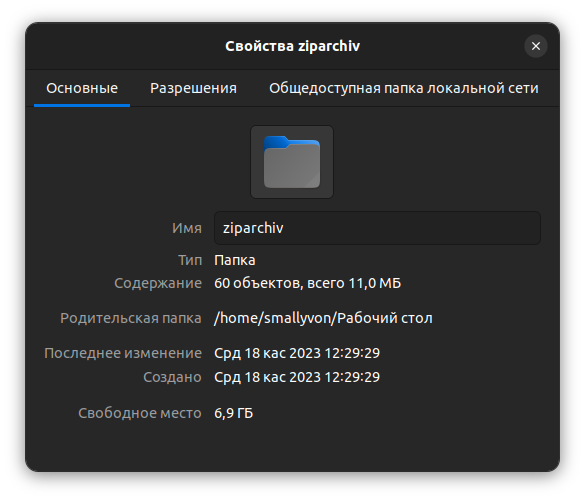 Свойства ziparchiv
Основные Разрешения Общедоступная папка локальной сети
Имя ziparchiv
Тип Папка
Содержание 60 объектов, всего 11,0 МБ
Родительская папка /home/smallyvon/Рабочий стол
Последнее изменение Срд 18 кас 2023 12:29:29
Создано Срд 18 кас 2023 12:29:29
Свободное место 6,9 ГБ